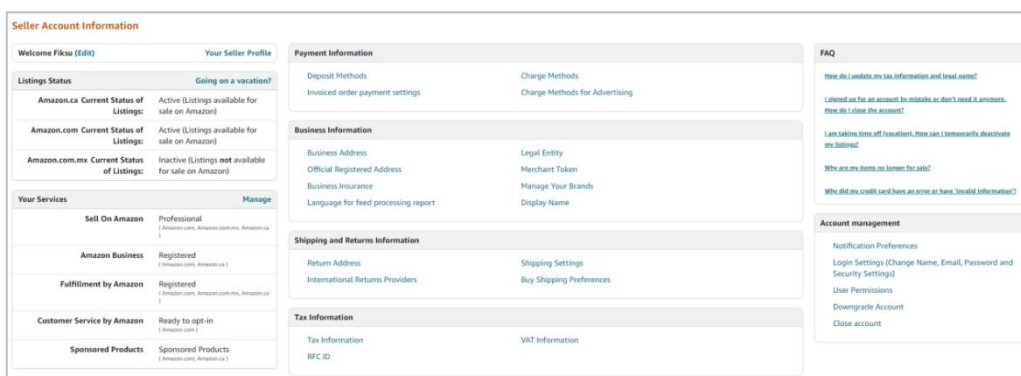 Seller Account Information
Welcome Fiksu (Edit)
Your Seller Profile
Listings Status
Going on a vacation?
Amazon.ca Current Status of
Listings:
Active (Listings available for
sale on Amazon)
Amazon.com Current Status of
Listings:
Active (Listings available for
sale on Amazon)
Amazon.com.mx Current Status
of Listings:
Inactive (Listings not available
for sale on Amazon)
Your Services
Manage
Sell On Amazon
Professional
( Amazon.com, Amazon.com.mx, Amazon.ca
)
Amazon Business
Registered
( Amazon.com, Amazon.ca )
Fulfillment by Amazon
Registered
( Amazon.com, Amazon.com.mx, Amazon.ca
)
Customer Service by Amazon
Ready to opt-in
( Amazon.com )
Sponsored Products
Sponsored Products
( Amazon.com, Amazon.ca )
Payment Information
Deposit Methods
Charge Methods
Invoiced order payment settings
Charge Methods for Advertising
Business Information
Business Address
Legal Entity
Official Registered Address
Merchant Token
Business Insurance
Manage Your Brands
Language for feed processing report
Display Name
Shipping and Returns Information
Return Address
Shipping Settings
International Returns Providers
Buy Shipping Preferences
Tax Information
Tax Information
VAT Information
RFC ID
FAQ
How do I update my tax information and legal name?
I signed up for an account by mistake or don't need it anymore.
How do I close the account?
I am taking time off (vacation). How can I temporarily deactivate
my listings?
Why are my items no longer for sale?
Why did my credit card have an error or have 'Invalid Information'?
Account management
Notification Preferences
Login Settings (Change Name, Email, Password and
Security Settings)
User Permissions
Downgrade Account
Close account